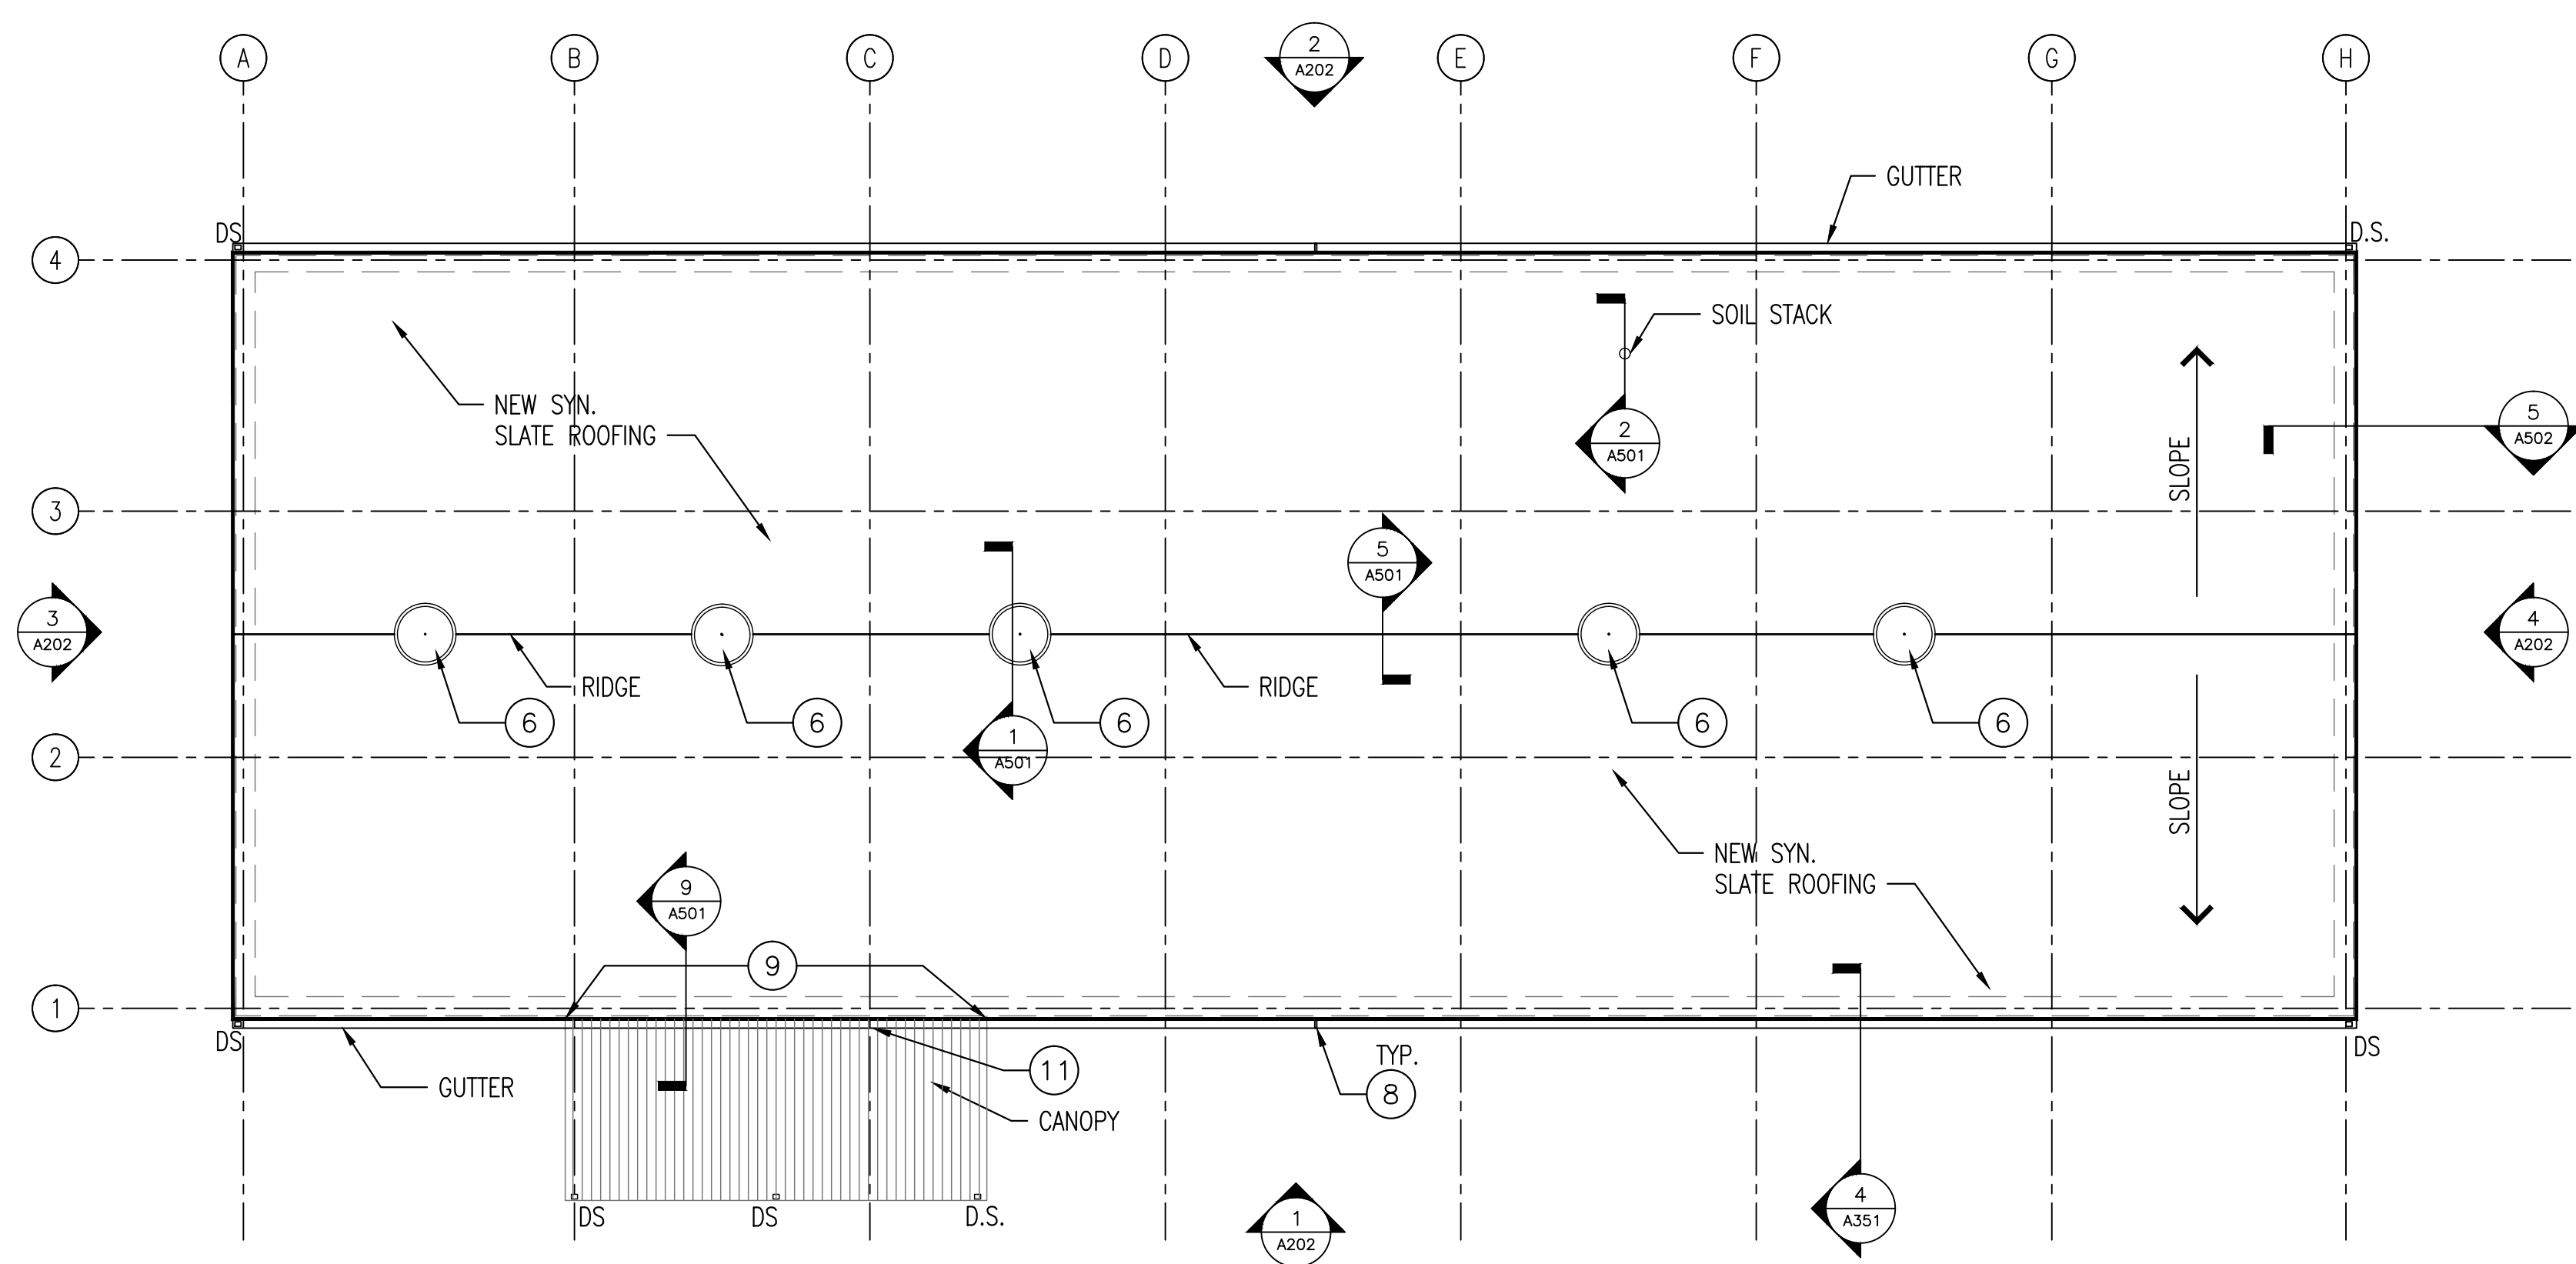 A B C D E F G H
2
A202
GUTTER
DS
D.S.
4
SOIL STACK
NEW SYN.
SLATE ROOFING
2
A501
SLOPE
5
A502
3
5
A501
3
A202
4
A202
RIDGE
RIDGE
6 6 6 6 6
1
A501
2
SLOPE
NEW SYN.
SLATE ROOFING
9
A501
9
1
DS
DS
GUTTER
11
TYP.
8
CANOPY
DS DS D.S.
1
A202
4
A351